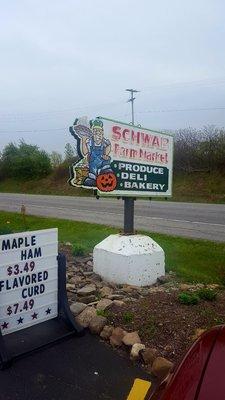 SCHWAB
Farm Market
• PRODUCE
• DELI
• BAKERY
MAPLE HAM
$3.49
FLAVORED CURD
$7.49